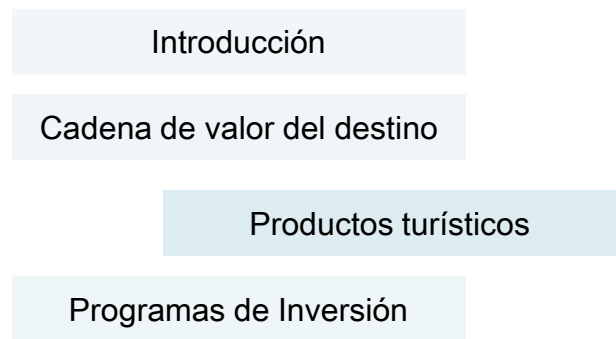 Introducción
Cadena de valor del destino
Productos turísticos
Programas de Inversión